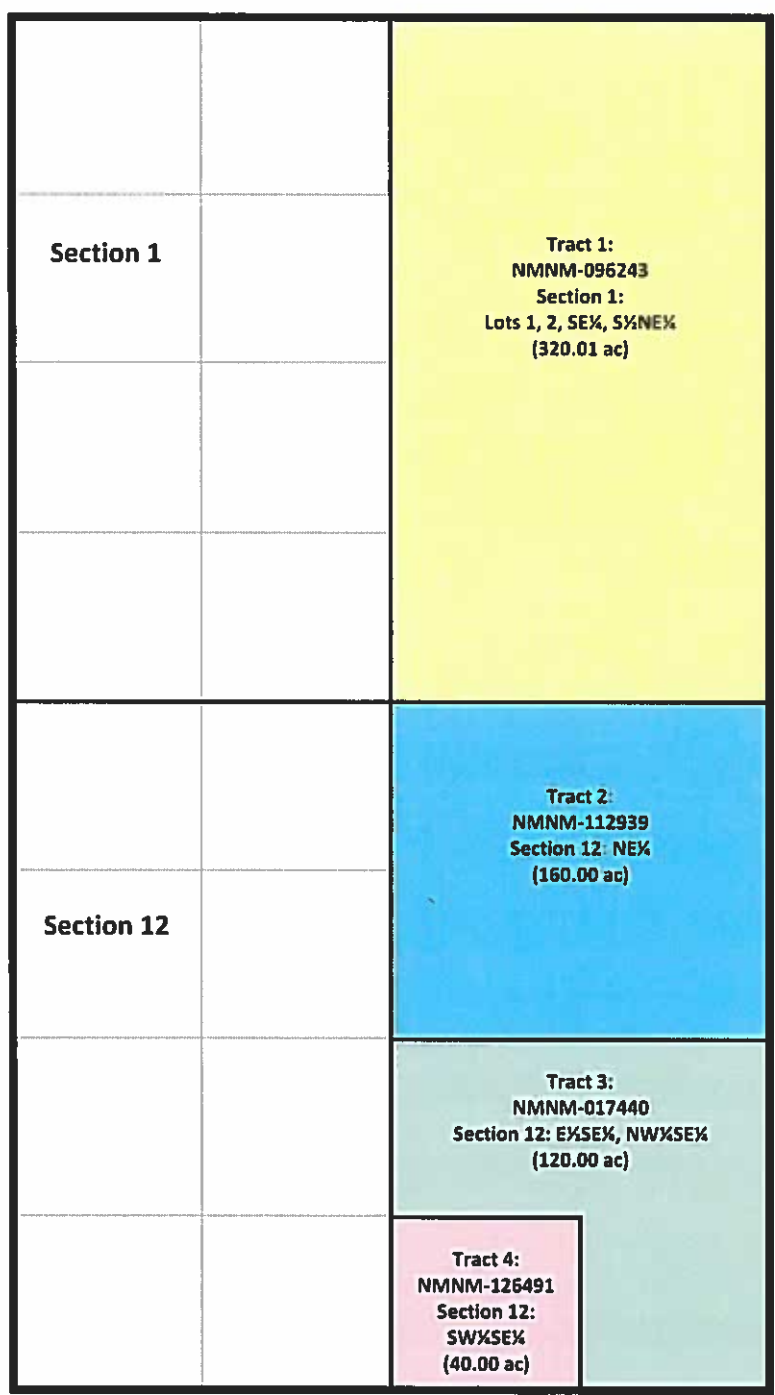 Section 1
Tract 1:
NMNM-096243
Section 1:
Lots 1, 2, SE¼, S½NE¼
(320.01 ac)
Tract 2:
NMNM-112939
Section 12: NE¼
(160.00 ac)
Section 12
Tract 3:
NMNM-017440
Section 12: E½SE¼, NW¼SE¼
(120.00 ac)
Tract 4:
NMNM-126491
Section 12:
SW¼SE¼
(40.00 ac)